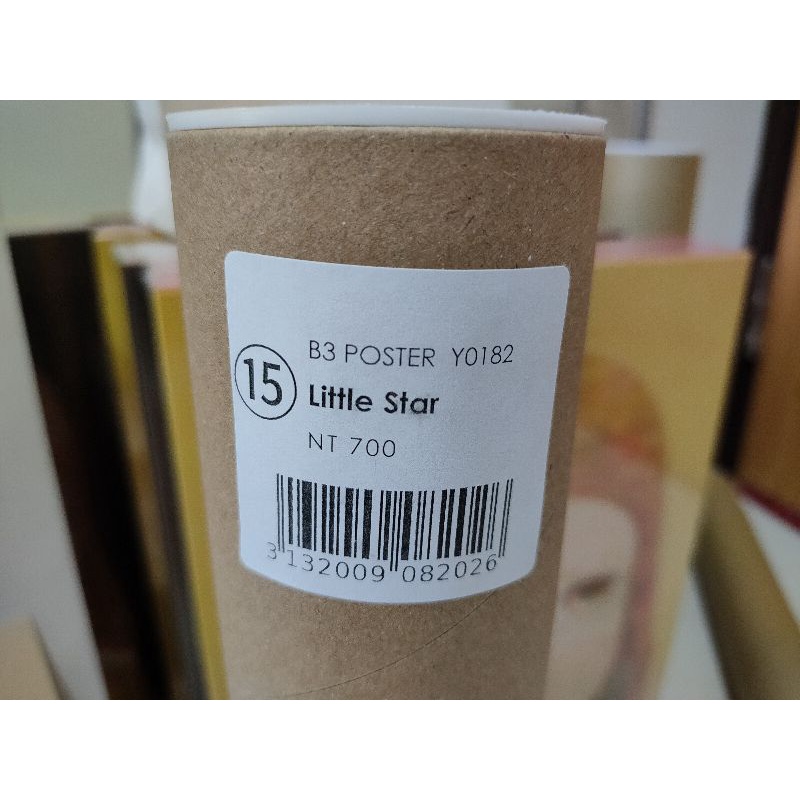 15
B3 POSTER Y0182
Little Star
NT 700
3 132009 082026